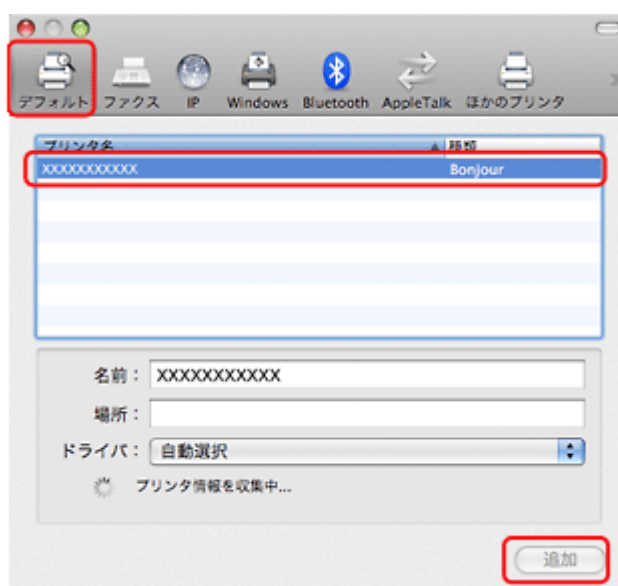 デフォルト ファクス IP Windows Bluetooth AppleTalk ほかのプリンタ
プリンタ名 種類
XXXXXXXXXXX Bonjour
名前： XXXXXXXXXXX
場所：
ドライバ： 自動選択
プリンタ情報を収集中...
追加